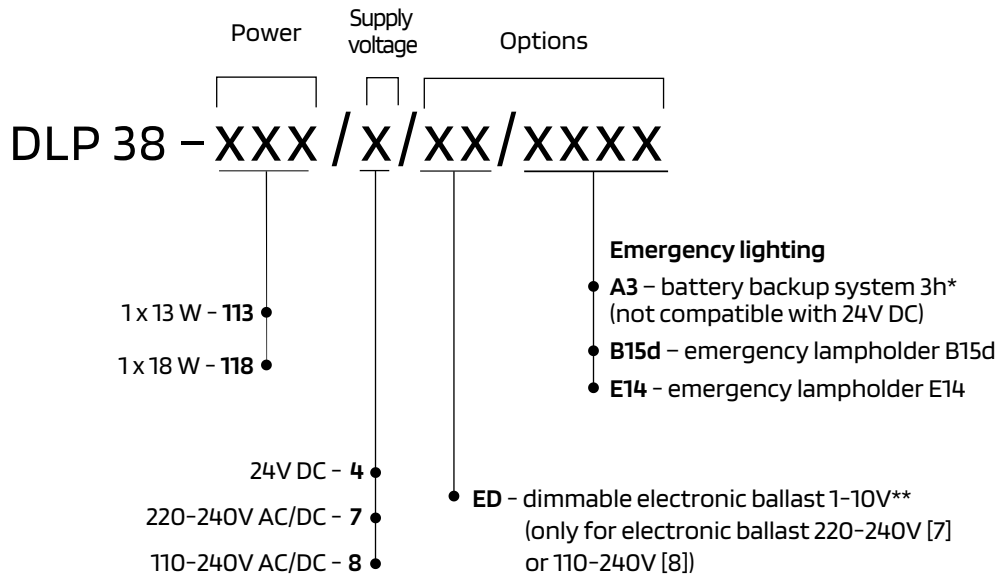 Power
Supply
voltage
Options
DLP 38 – xxx / x / xx / xxxx
Emergency lighting
A3 – battery backup system 3h*
(not compatible with 24V DC)
B15d – emergency lampholder B15d
E14 – emergency lampholder E14
1 x 13 W – 113
1 x 18 W – 118
24V DC – 4
220-240V AC/DC – 7
110-240V AC/DC – 8
ED – dimmable electronic ballast 1-10V**
(only for electronic ballast 220-240V [7]
or 110-240V [8])